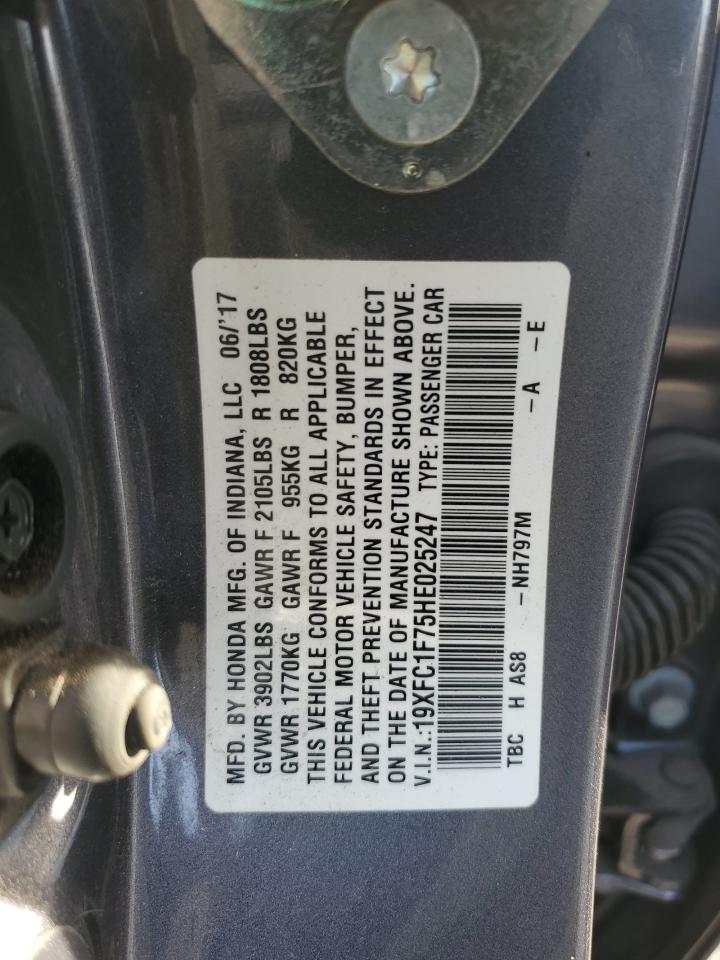 MFD. BY HONDA MFG. OF INDIANA, LLC 06/'17
GVWR 3902LBS GAWR F 2105LBS R 1808LBS
GVWR 1770KG GAWR F 955KG R 820KG
THIS VEHICLE CONFORMS TO ALL APPLICABLE
FEDERAL MOTOR VEHICLE SAFETY, BUMPER,
AND THEFT PREVENTION STANDARDS IN EFFECT
ON THE DATE OF MANUFACTURE SHOWN ABOVE.
V.I.N.:19XFC1F75HE025247 TYPE: PASSENGER CAR
TBC H AS8 -NH797M -A -E